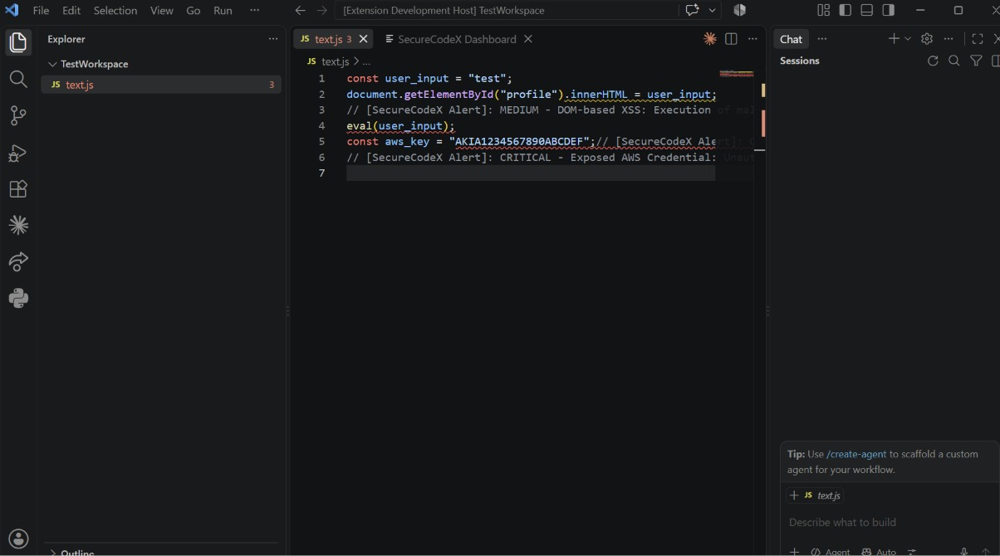 File Edit Selection View Go Run ··· [Extension Development Host] TestWorkspace
Explorer ···
TestWorkspace
JS text.js 3
Outline
JS text.js 3 SecureCodeX Dashboard
JS text.js > ...
1 const user_input = "test";
2 document.getElementById("profile").innerHTML = user_input;
3 // [SecureCodeX Alert]: MEDIUM - DOM-based XSS: Execution of mal
4 eval(user_input);
5 const aws_key = "AKIA1234567890ABCDEF";// [SecureCodeX Alert]: C
6 // [SecureCodeX Alert]: CRITICAL - Exposed AWS Credential: Unaut
7
Chat ···
Sessions
Tip: Use /create-agent to scaffold a custom
agent for your workflow.
JS text.js
Describe what to build
Agent Auto